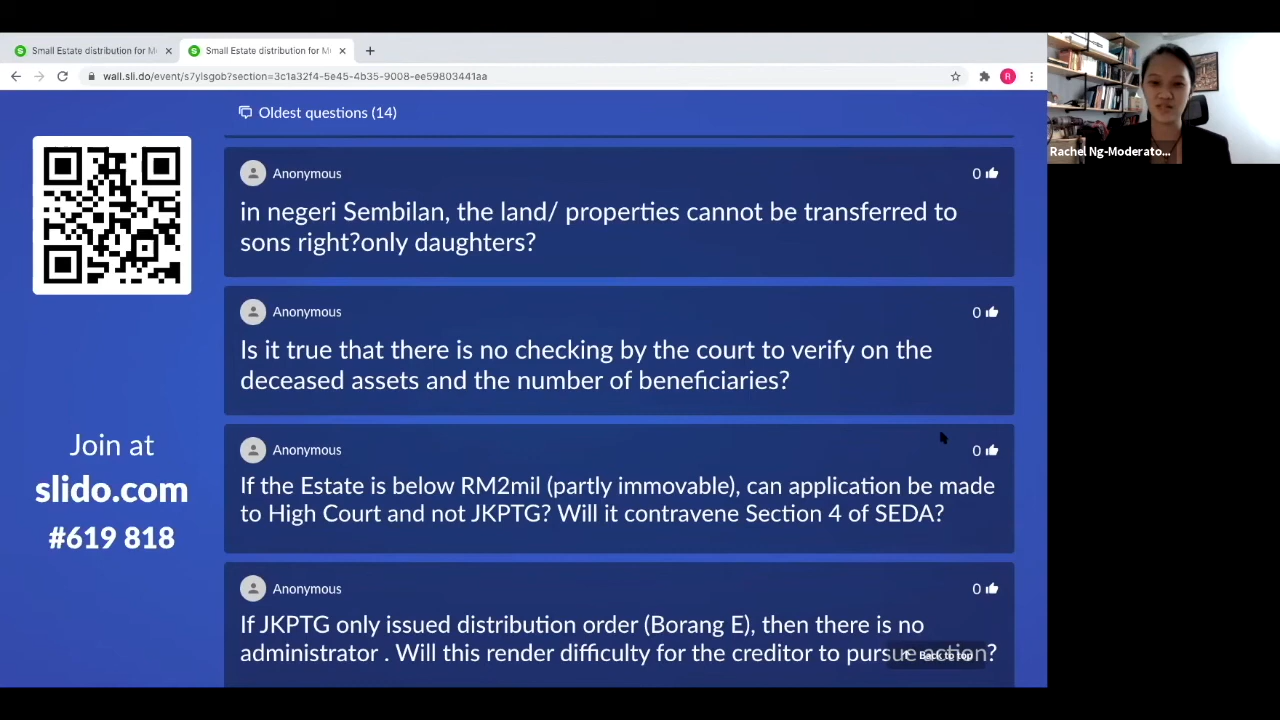 Small Estate distribution for M
Small Estate distribution for M
wall.sli.do/event/s7ylsgob?section=3c1a32f4-5e45-4b35-9008-ee59803441aa
R
Oldest questions (14)
Rachel Ng-Moderato...
Anonymous
0
in negeri Sembilan, the land/ properties cannot be transferred to
sons right?only daughters?
Anonymous
0
Is it true that there is no checking by the court to verify on the
deceased assets and the number of beneficiaries?
Anonymous
0
If the Estate is below RM2mil (partly immovable), can application be made
to High Court and not JKPTG? Will it contravene Section 4 of SEDA?
Join at
slido.com
#619 818
Anonymous
0
If JKPTG only issued distribution order (Borang E), then there is no
administrator . Will this render difficulty for the creditor to pursue action?
Back to top